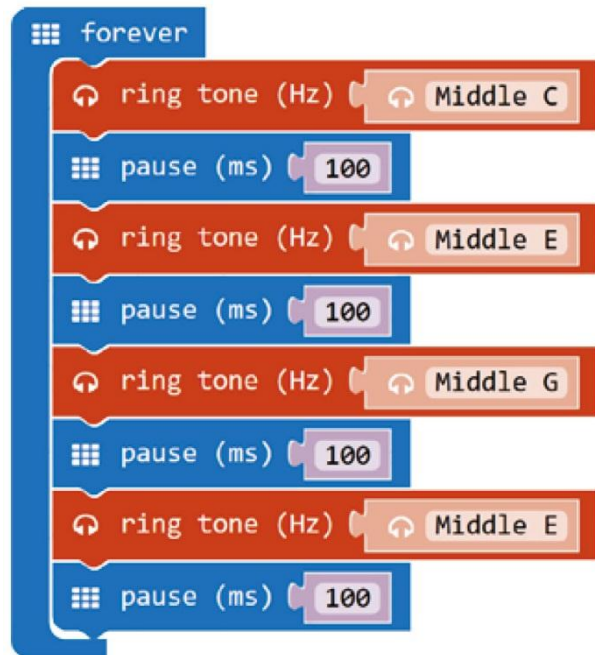 forever
ring tone (Hz) Middle C
pause (ms) 100
ring tone (Hz) Middle E
pause (ms) 100
ring tone (Hz) Middle G
pause (ms) 100
ring tone (Hz) Middle E
pause (ms) 100